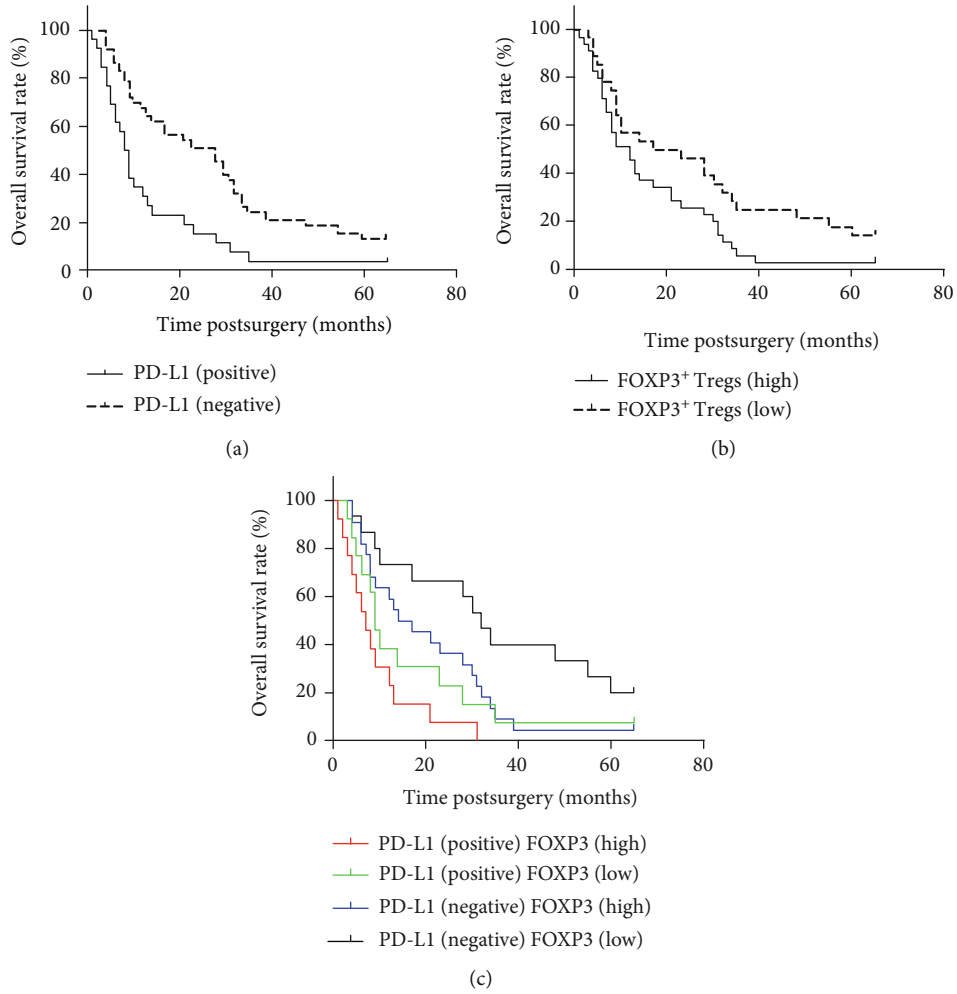 100
80
60
40
20
0
Overall survival rate (%)
0 20 40 60 80
Time postsurgery (months)
PD-L1 (positive)
PD-L1 (negative)
(a)
100
80
60
40
20
0
Overall survival rate (%)
0 20 40 60 80
Time postsurgery (months)
FOXP3⁺ Tregs (high)
FOXP3⁺ Tregs (low)
(b)
100
80
60
40
20
0
Overall survival rate (%)
0 20 40 60 80
Time postsurgery (months)
PD-L1 (positive) FOXP3 (high)
PD-L1 (positive) FOXP3 (low)
PD-L1 (negative) FOXP3 (high)
PD-L1 (negative) FOXP3 (low)
(c)